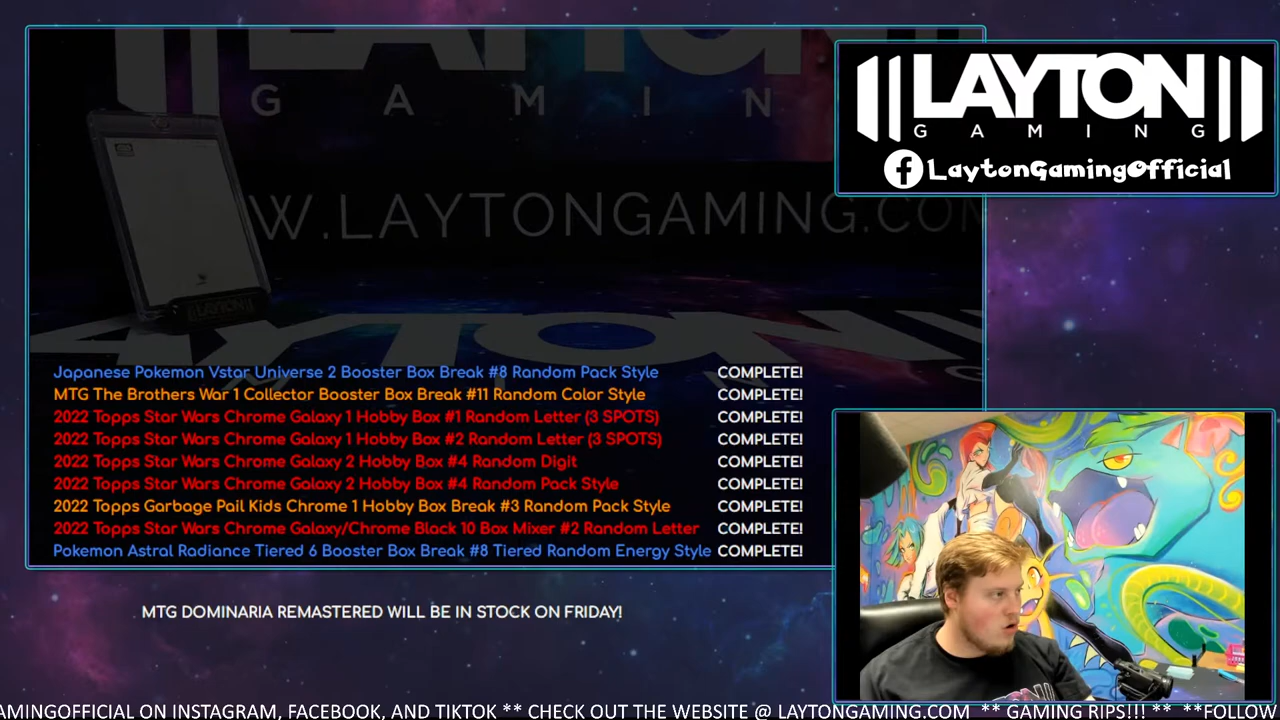 LAYTON
G A M I N
W.LAYTONGAMING.COM
LAYTON
AYTON
LAYTON
GAMING
LaytonGamingOfficial
Japanese Pokemon Vstar Universe 2 Booster Box Break #8 Random Pack Style COMPLETE!
MTG The Brothers War 1 Collector Booster Box Break #11 Random Color Style COMPLETE!
2022 Topps Star Wars Chrome Galaxy 1 Hobby Box #1 Random Letter (3 SPOTS) COMPLETE!
2022 Topps Star Wars Chrome Galaxy 1 Hobby Box #2 Random Letter (3 SPOTS) COMPLETE!
2022 Topps Star Wars Chrome Galaxy 2 Hobby Box #4 Random Digit COMPLETE!
2022 Topps Star Wars Chrome Galaxy 2 Hobby Box #4 Random Pack Style COMPLETE!
2022 Topps Garbage Pail Kids Chrome 1 Hobby Box Break #3 Random Pack Style COMPLETE!
2022 Topps Star Wars Chrome Galaxy/Chrome Black 10 Box Mixer #2 Random Letter COMPLETE!
Pokemon Astral Radiance Tiered 6 Booster Box Break #8 Tiered Random Energy Style COMPLETE!
MTG DOMINARIA REMASTERED WILL BE IN STOCK ON FRIDAY!
AMINGOFFICIAL ON INSTAGRAM, FACEBOOK, AND TIKTOK ** CHECK OUT THE WEBSITE @ LAYTONGAMING.COM ** GAMING RIPS!!! ** **FOLLOW